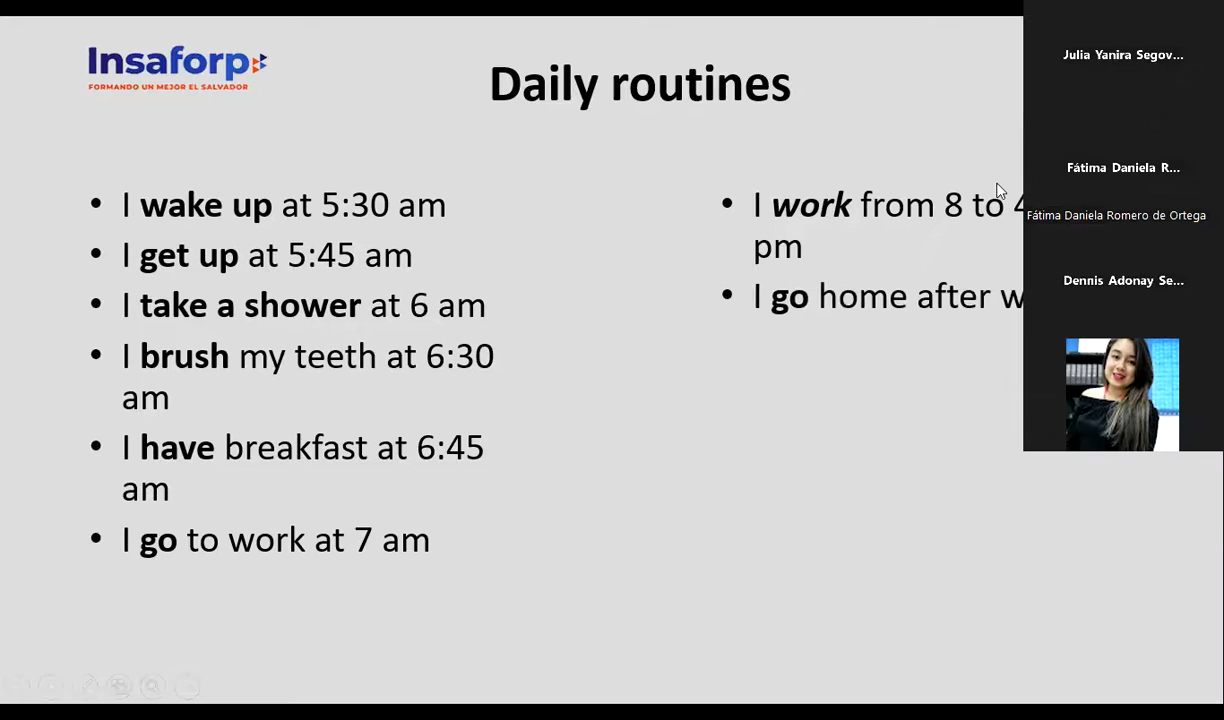 Insaforp
FORMANDO UN MEJOR EL SALVADOR
Daily routines
• I wake up at 5:30 am
• I get up at 5:45 am
• I take a shower at 6 am
• I brush my teeth at 6:30
am
• I have breakfast at 6:45
am
• I go to work at 7 am
• I work from 8 to 4
pm
• I go home after
Julia Yanira Segov...
Fátima Daniela R...
Fátima Daniela Romero de Ortega
Dennis Adonay Se...